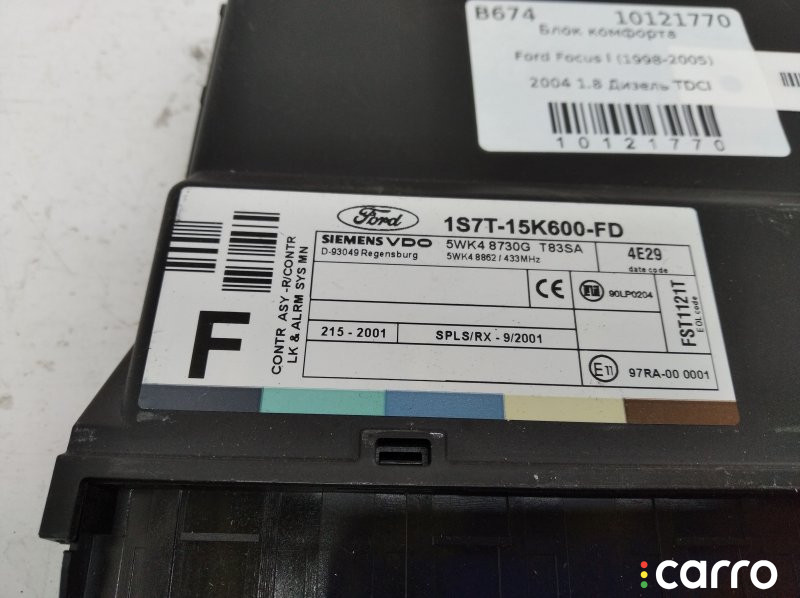 B674 10121770
Блок комфорта
Ford Focus I (1998-2005)
2004 1.8 Дизель TDCI
10121770
Ford 1S7T-15K600-FD
SIEMENS VDO 5WK4 8730G T83SA 4E29
D-93049 Regensburg 5WK4 8862 / 433MHz date code
CONTR ASY -R/CONTR
LK & ALRM SYS MN
F
CE 90LP0204
FST1121T
EOL code
215 - 2001 SPLS/RX - 9/2001
E11 97RA-00 0001
carro